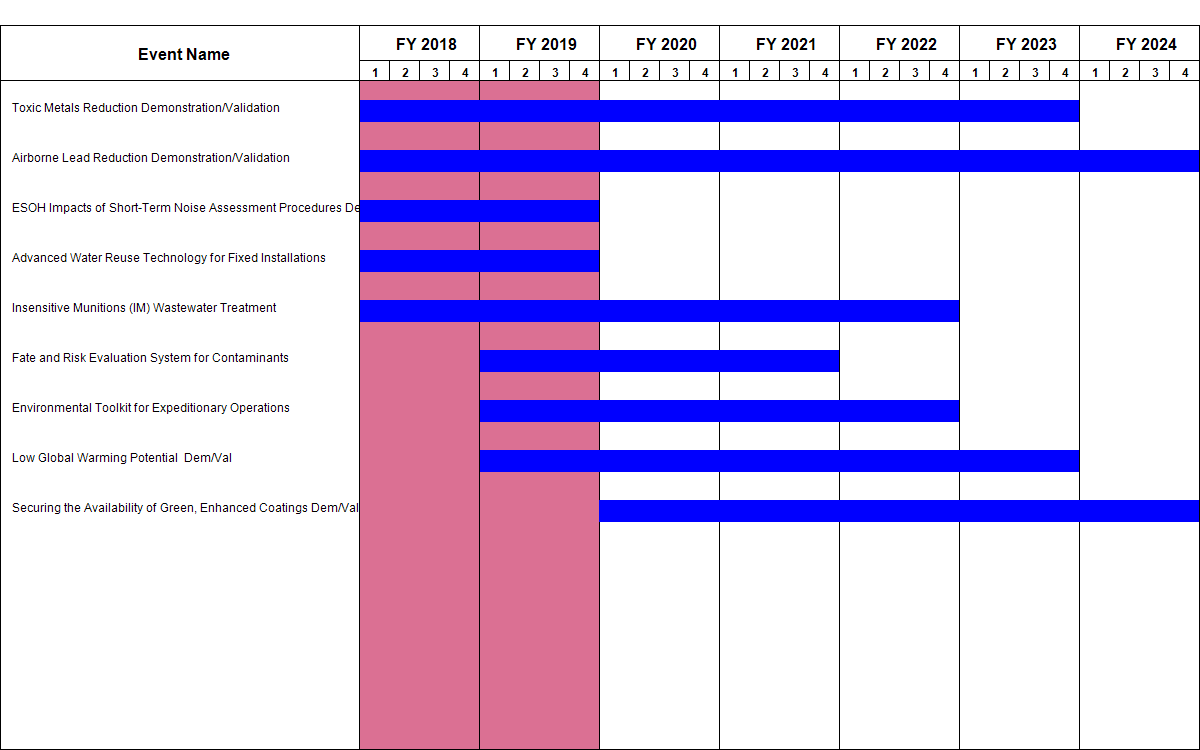 Event Name
FY 2018 FY 2019 FY 2020 FY 2021 FY 2022 FY 2023 FY 2024
1 2 3 4 1 2 3 4 1 2 3 4 1 2 3 4 1 2 3 4 1 2 3 4 1 2 3 4
Toxic Metals Reduction Demonstration/Validation
Airborne Lead Reduction Demonstration/Validation
ESOH Impacts of Short-Term Noise Assessment Procedures De
Advanced Water Reuse Technology for Fixed Installations
Insensitive Munitions (IM) Wastewater Treatment
Fate and Risk Evaluation System for Contaminants
Environmental Toolkit for Expeditionary Operations
Low Global Warming Potential  Dem/Val
Securing the Availability of Green, Enhanced Coatings Dem/Val